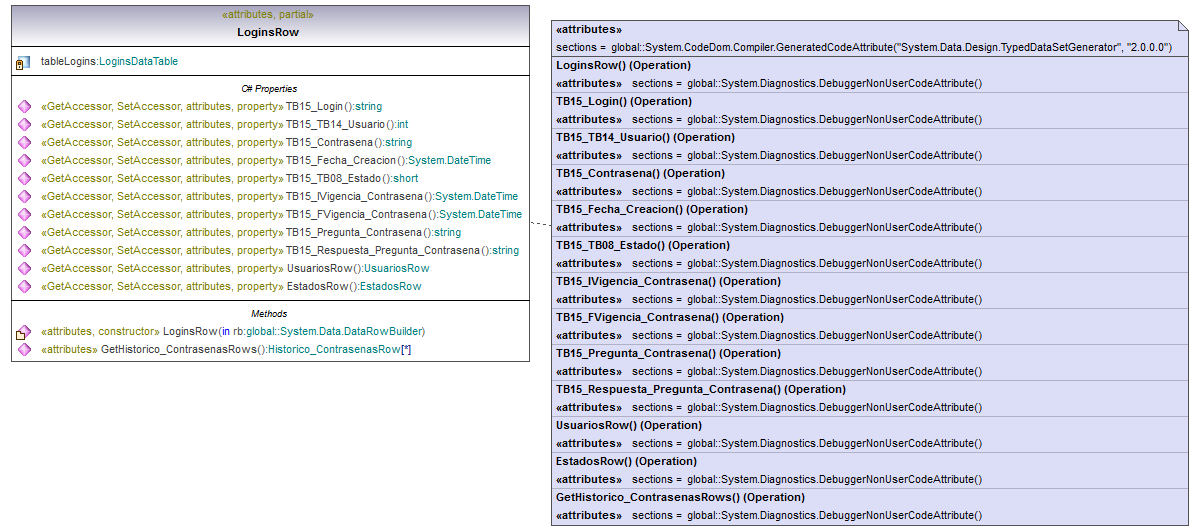 «attributes, partial»
LoginsRow
tableLogins:LoginsDataTable
C# Properties
«GetAccessor, SetAccessor, attributes, property» TB15_Login():string
«GetAccessor, SetAccessor, attributes, property» TB15_TB14_Usuario():int
«GetAccessor, SetAccessor, attributes, property» TB15_Contrasena():string
«GetAccessor, SetAccessor, attributes, property» TB15_Fecha_Creacion():System.DateTime
«GetAccessor, SetAccessor, attributes, property» TB15_TB08_Estado():short
«GetAccessor, SetAccessor, attributes, property» TB15_IVigencia_Contrasena():System.DateTime
«GetAccessor, SetAccessor, attributes, property» TB15_FVigencia_Contrasena():System.DateTime
«GetAccessor, SetAccessor, attributes, property» TB15_Pregunta_Contrasena():string
«GetAccessor, SetAccessor, attributes, property» TB15_Respuesta_Pregunta_Contrasena():string
«GetAccessor, SetAccessor, attributes, property» UsuariosRow():UsuariosRow
«GetAccessor, SetAccessor, attributes, property» EstadosRow():EstadosRow
Methods
«attributes, constructor» LoginsRow(in rb:global::System.Data.DataRowBuilder)
«attributes» GetHistorico_ContrasenasRows():Historico_ContrasenasRow[*]
«attributes»
sections = global::System.CodeDom.Compiler.GeneratedCodeAttribute("System.Data.Design.TypedDataSetGenerator", "2.0.0.0")
LoginsRow() (Operation)
«attributes» sections = global::System.Diagnostics.DebuggerNonUserCodeAttribute()
TB15_Login() (Operation)
«attributes» sections = global::System.Diagnostics.DebuggerNonUserCodeAttribute()
TB15_TB14_Usuario() (Operation)
«attributes» sections = global::System.Diagnostics.DebuggerNonUserCodeAttribute()
TB15_Contrasena() (Operation)
«attributes» sections = global::System.Diagnostics.DebuggerNonUserCodeAttribute()
TB15_Fecha_Creacion() (Operation)
«attributes» sections = global::System.Diagnostics.DebuggerNonUserCodeAttribute()
TB15_TB08_Estado() (Operation)
«attributes» sections = global::System.Diagnostics.DebuggerNonUserCodeAttribute()
TB15_IVigencia_Contrasena() (Operation)
«attributes» sections = global::System.Diagnostics.DebuggerNonUserCodeAttribute()
TB15_FVigencia_Contrasena() (Operation)
«attributes» sections = global::System.Diagnostics.DebuggerNonUserCodeAttribute()
TB15_Pregunta_Contrasena() (Operation)
«attributes» sections = global::System.Diagnostics.DebuggerNonUserCodeAttribute()
TB15_Respuesta_Pregunta_Contrasena() (Operation)
«attributes» sections = global::System.Diagnostics.DebuggerNonUserCodeAttribute()
UsuariosRow() (Operation)
«attributes» sections = global::System.Diagnostics.DebuggerNonUserCodeAttribute()
EstadosRow() (Operation)
«attributes» sections = global::System.Diagnostics.DebuggerNonUserCodeAttribute()
GetHistorico_ContrasenasRows() (Operation)
«attributes» sections = global::System.Diagnostics.DebuggerNonUserCodeAttribute()